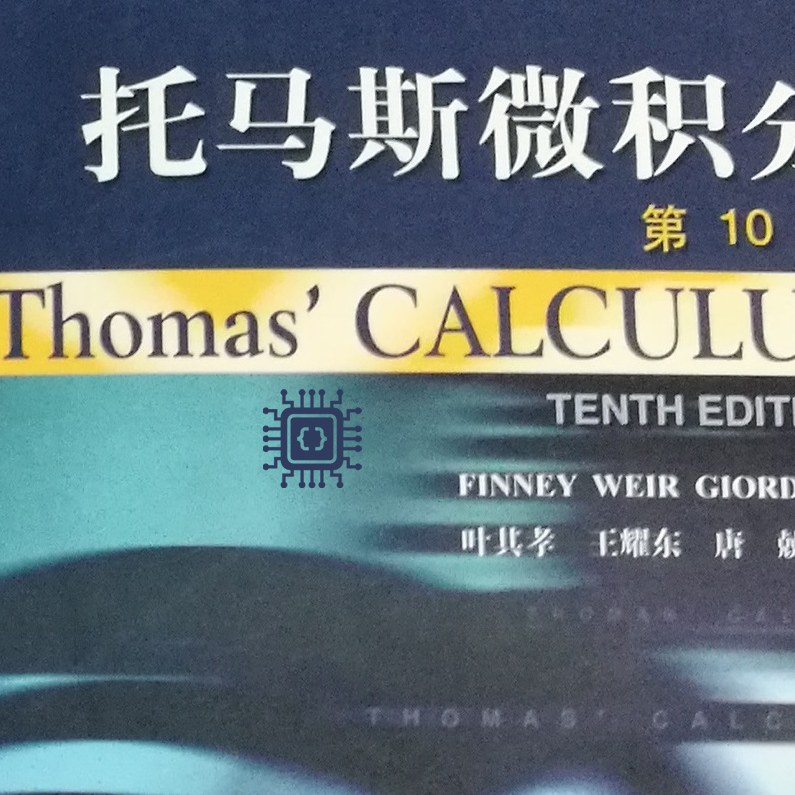 托马斯微积分
第 10
Thomas' CALCULU
TENTH EDITI
FINNEY WEIR GIORD
叶其孝 王耀东 唐
THOMAS' CAL
THOMAS' CALC